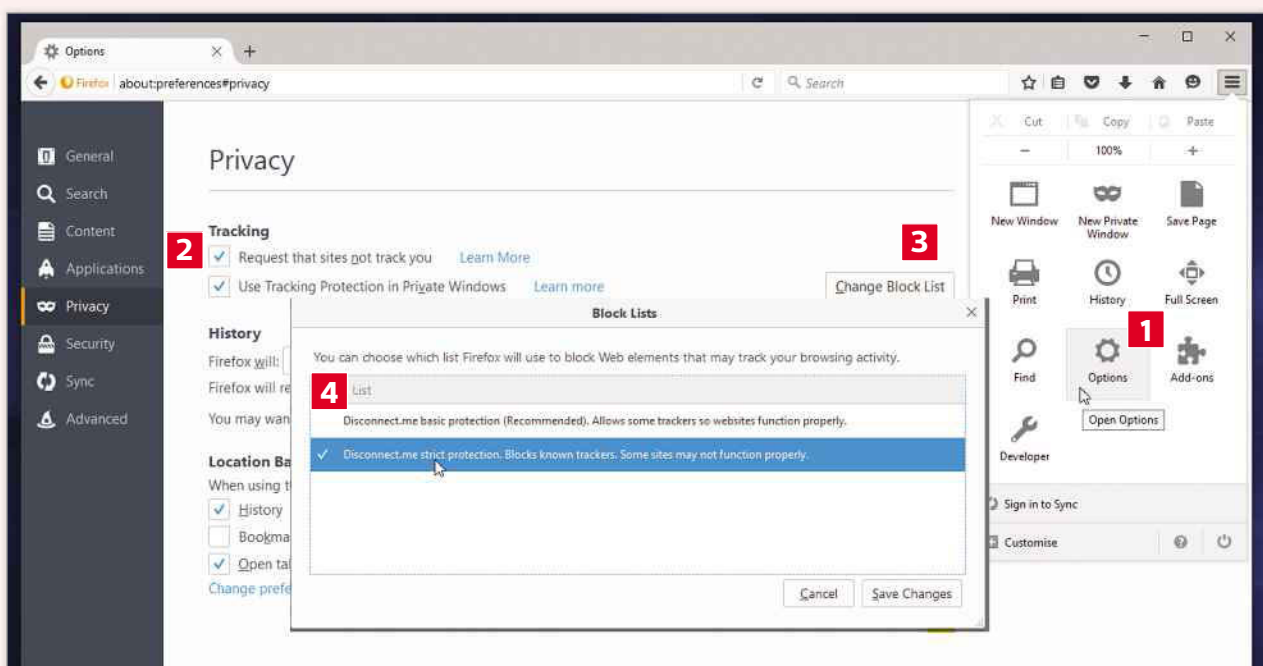 Options
Firefox about:preferences#privacy
Search
General
Search
Content
Applications
Privacy
Security
Sync
Advanced
Privacy
Tracking
2
Request that sites not track you Learn More
Use Tracking Protection in Private Windows Learn more
3
Change Block List
History
Firefox will:
Firefox will re
You may wan
Location Ba
When using t
History
Bookma
Open ta
Change prefe
Block Lists
You can choose which list Firefox will use to block Web elements that may track your browsing activity.
4
List
Disconnect.me basic protection (Recommended). Allows some trackers so websites function properly.
Disconnect.me strict protection. Blocks known trackers. Some sites may not function properly.
Cancel Save Changes
Cut Copy Paste
100%
New Window New Private Window Save Page
Print History Full Screen
1
Find Options Add-ons
Open Options
Developer
Sign in to Sync
Customise